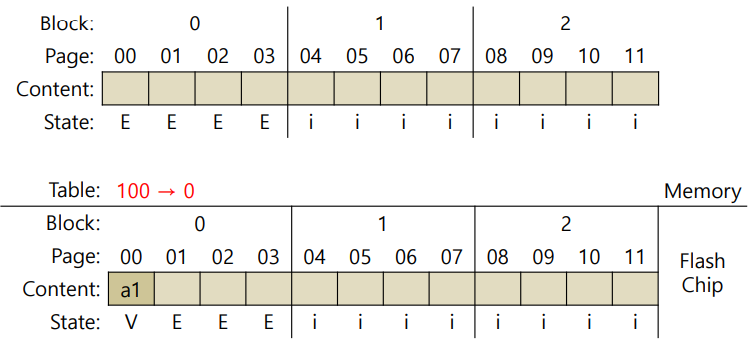 Block: 0 1 2
Page: 00 01 02 03 04 05 06 07 08 09 10 11
Content:
State: E E E E i i i i i i i i
Table: 100 → 0 Memory
Block: 0 1 2
Page: 00 01 02 03 04 05 06 07 08 09 10 11
Flash
Chip
Content: a1
State: V E E E i i i i i i i i